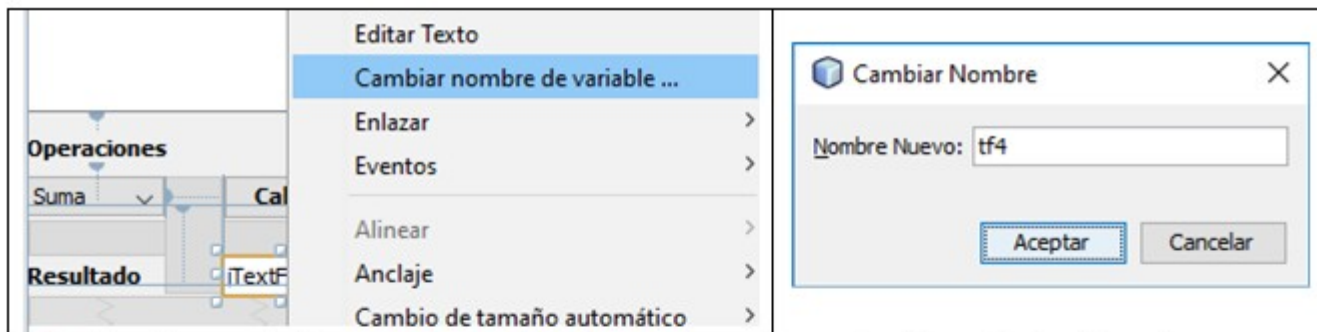 Editar Texto
Cambiar nombre de variable ...
Enlazar
Operaciones
Eventos
Suma
Cal
Alinear
Resultado
jTextF
Anclaje
Cambio de tamaño automático
Cambiar Nombre
Nombre Nuevo: tf4
Aceptar Cancelar